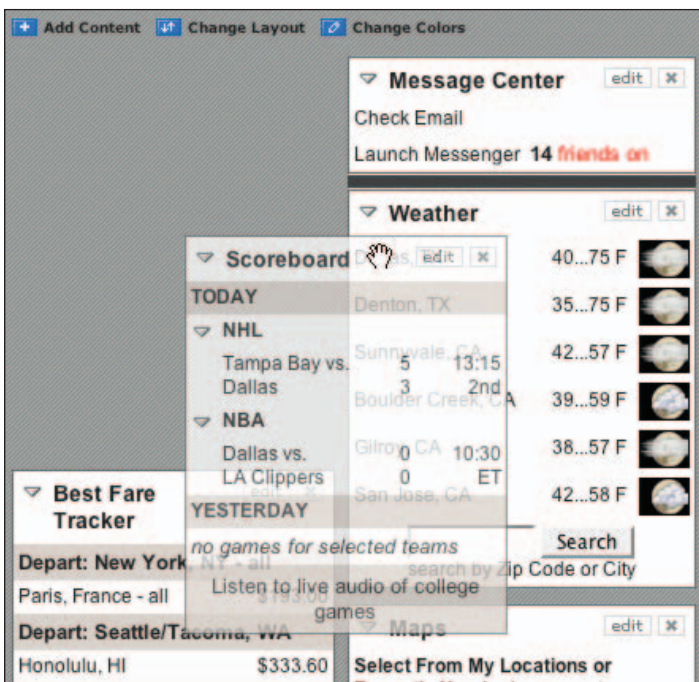 Add Content Change Layout Change Colors
Message Center edit
Check Email
Launch Messenger 14 friends on
Weather edit
Dallas, TX 40...75 F
Denton, TX 35...75 F
Sunnyvale, CA 42...57 F
Boulder Creek, CA 39...59 F
Gilroy, CA 38...57 F
San Jose, CA 42...58 F
Search
search by Zip Code or City
Scoreboard edit
TODAY
NHL
Tampa Bay vs. 5 13:15
Dallas 3 2nd
NBA
Dallas vs. 0 10:30
LA Clippers 0 ET
YESTERDAY
no games for selected teams
Listen to live audio of college
games
Best Fare edit
Tracker
Depart: New York, NY - all
Paris, France - all $193.00
Depart: Seattle/Tacoma, WA
Honolulu, HI $333.60
Maps edit
Select From My Locations or